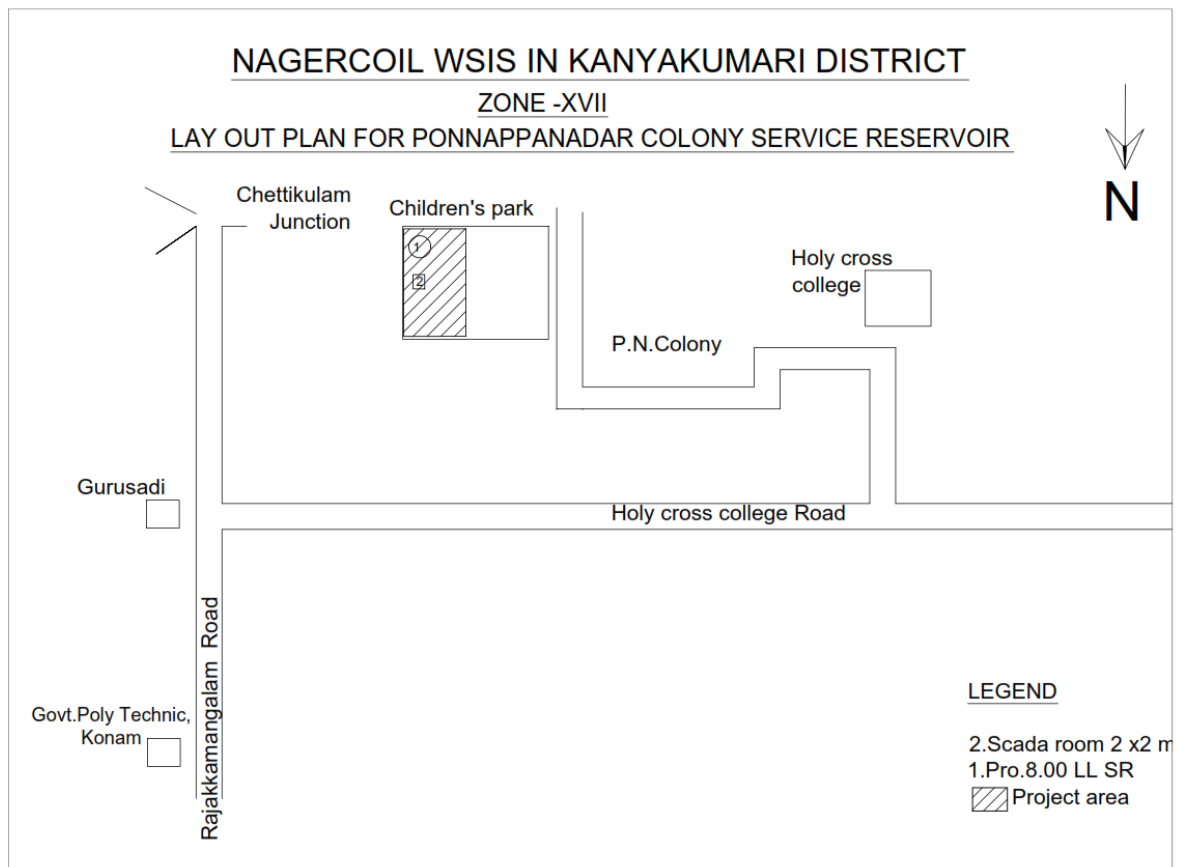 NAGERCOIL WSIS IN KANYAKUMARI DISTRICT
ZONE -XVII
LAY OUT PLAN FOR PONNAPPANADAR COLONY SERVICE RESERVOIR
N
Chettikulam
Junction
Children's park
1
2
Holy cross
college
P.N.Colony
Gurusadi
Holy cross college Road
Rajakkamangalam Road
Govt.Poly Technic,
Konam
LEGEND
2.Scada room 2 x2 m
1.Pro.8.00 LL SR
Project area